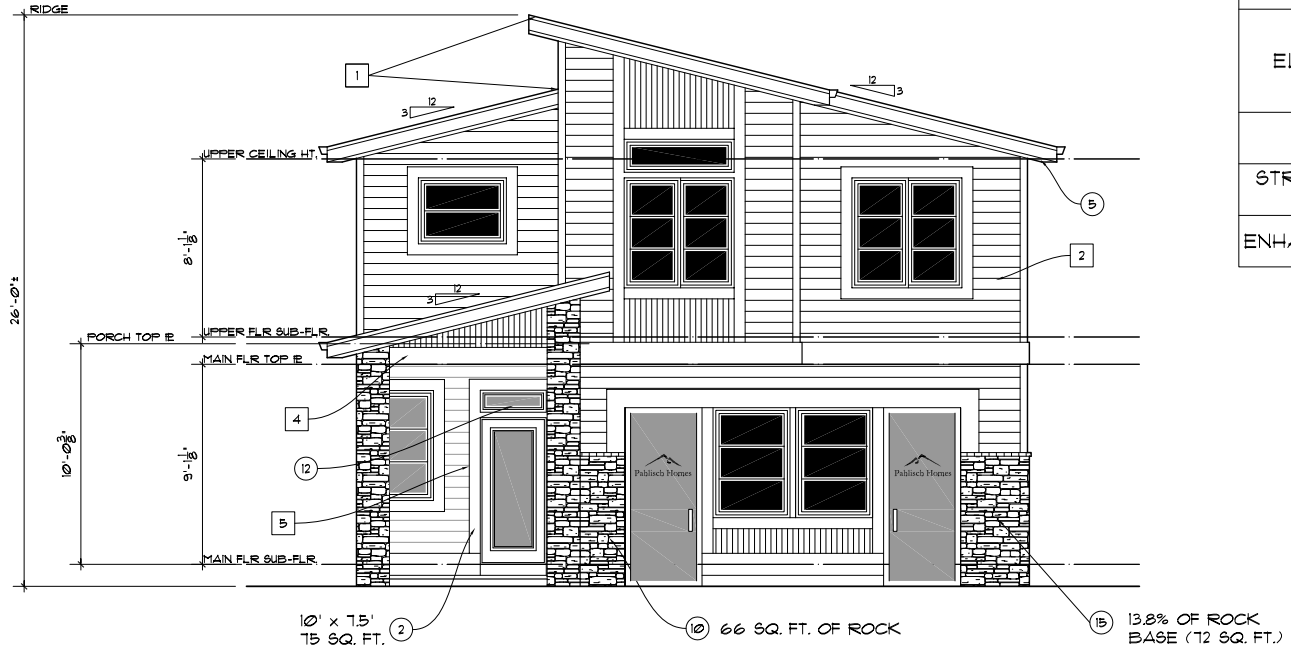 RIDGE
EL
1
12
3
12
3
UPPER CEILING HT.
STR
5
ENHA
8'-1 1/8"
2
26'-0"±
12
3
PORCH TOP PL
UPPER FLR SUB-FLR.
MAIN FLR TOP PL
4
10'-0 3/8"
9'-1 1/8"
12
Pahlisch Homes
Pahlisch Homes
5
MAIN FLR SUB-FLR.
10' x 7.5'
75 SQ. FT.
2
10
66 SQ. FT. OF ROCK
15
13.8% OF ROCK
BASE (72 SQ. FT.)